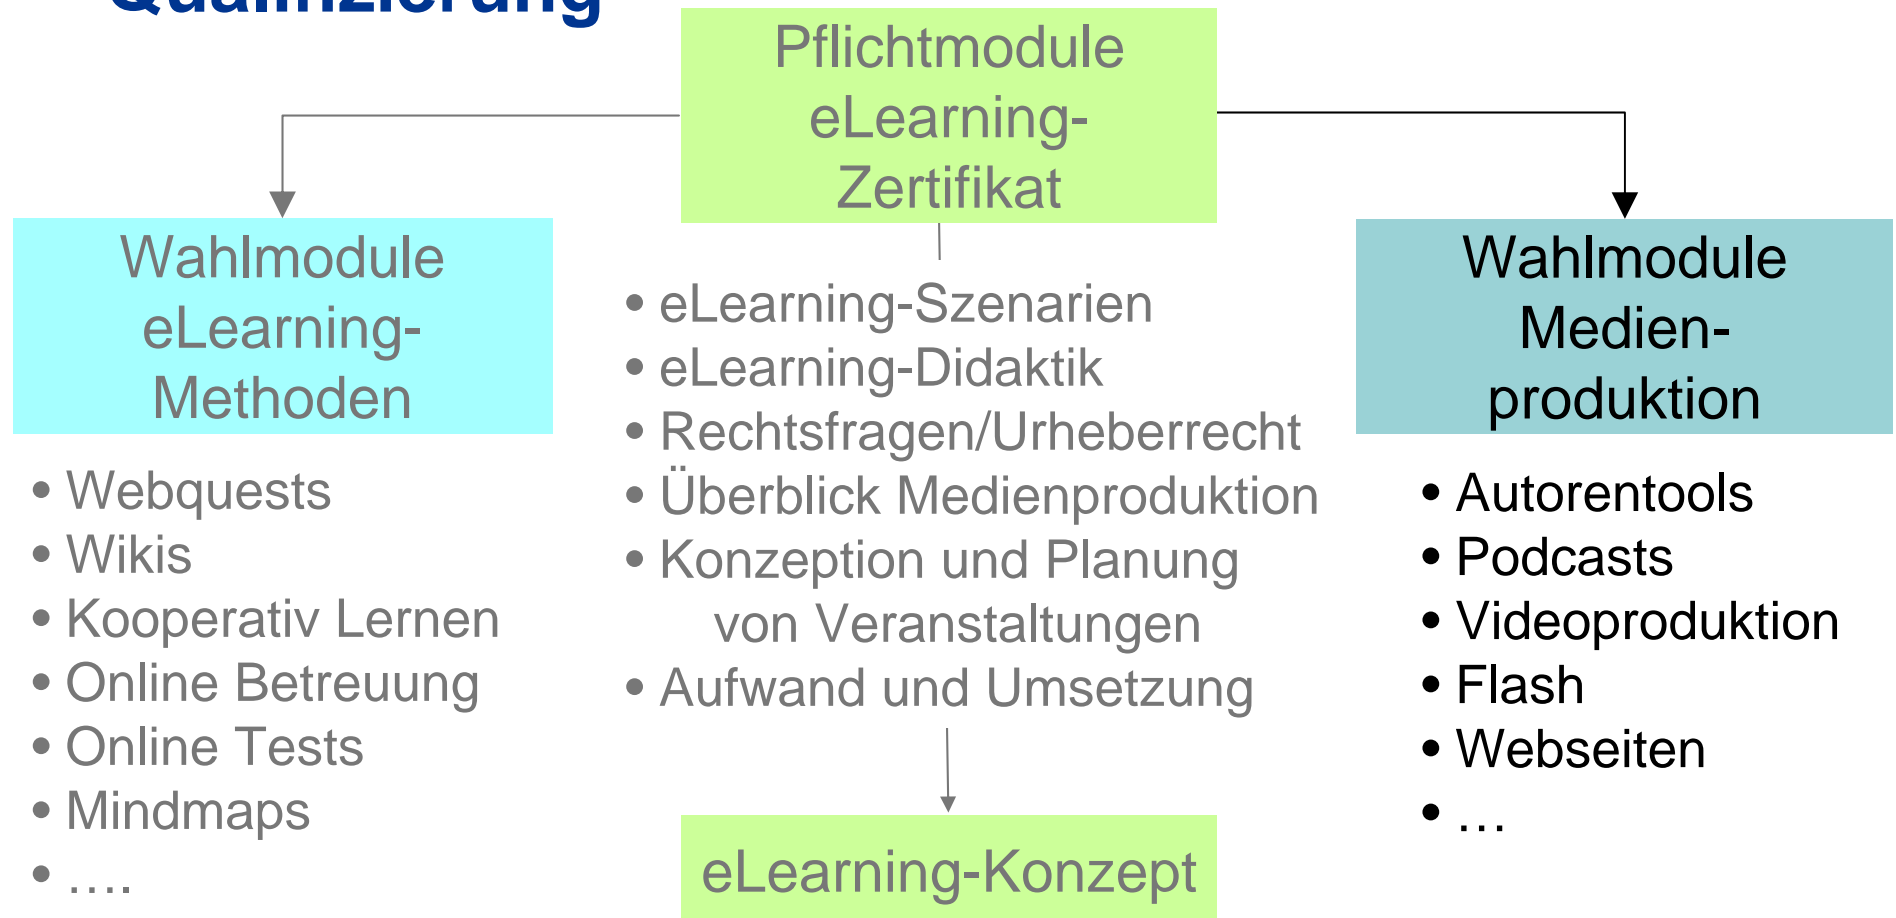 Qualifizierung
Pflichtmodule
eLearning-
Zertifikat
Wahlmodule
eLearning-
Methoden
• Webquests
• Wikis
• Kooperativ Lernen
• Online Betreuung
• Online Tests
• Mindmaps
• ….
• eLearning-Szenarien
• eLearning-Didaktik
• Rechtsfragen/Urheberrecht
• Überblick Medienproduktion
• Konzeption und Planung
von Veranstaltungen
• Aufwand und Umsetzung
eLearning-Konzept
Wahlmodule
Medien-
produktion
• Autorentools
• Podcasts
• Videoproduktion
• Flash
• Webseiten
• …